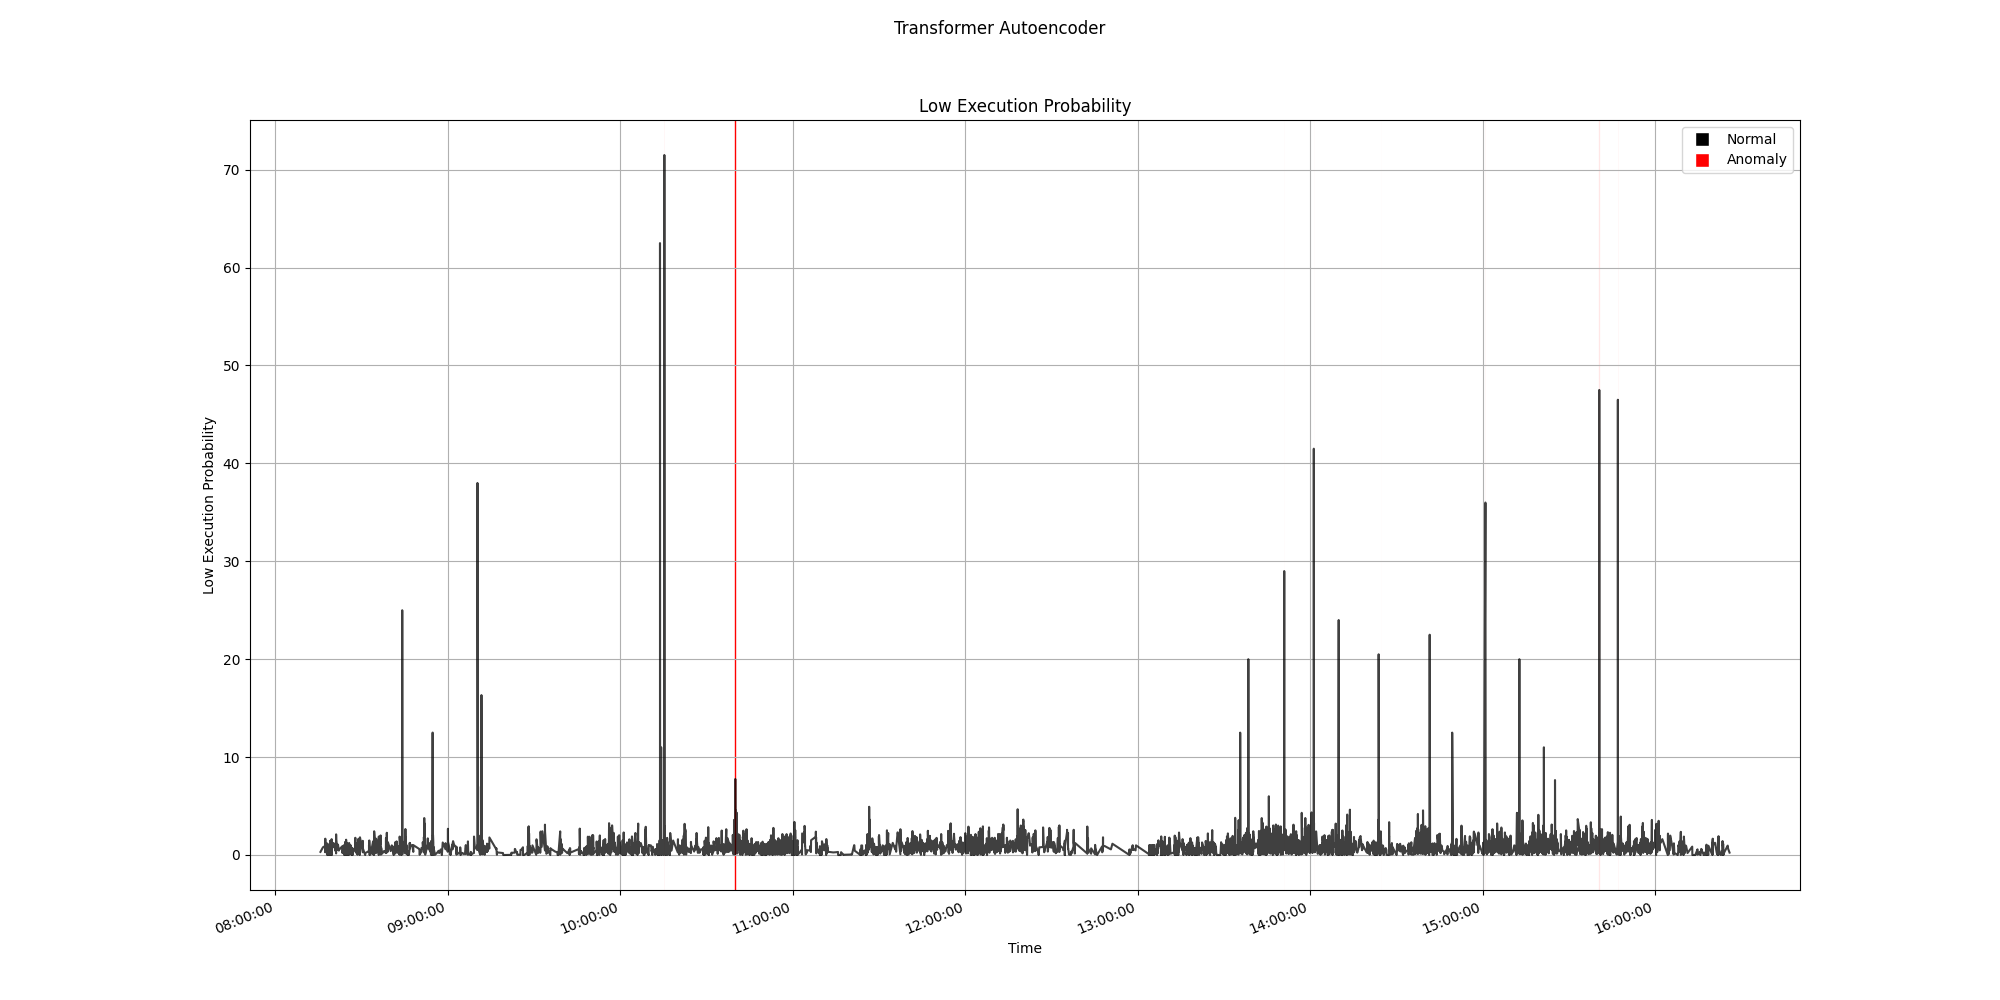 Transformer Autoencoder
Low Execution Probability
Normal
Anomaly
70
60
50
40
30
20
10
0
Low Execution Probability
08:00:00
09:00:00
10:00:00
11:00:00
12:00:00
13:00:00
14:00:00
15:00:00
16:00:00
Time